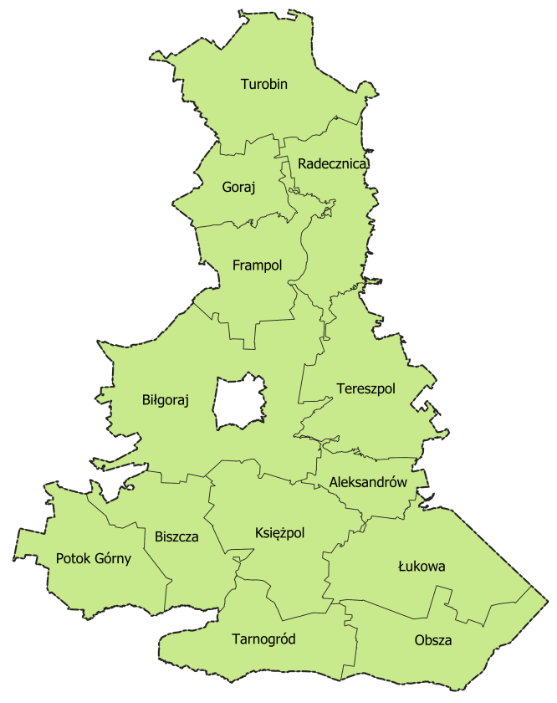 Turobin
Radecznica
Goraj
Frampol
Tereszpol
Biłgoraj
Aleksandrów
Księżpol
Biszcza
Potok Górny
Łukowa
Tarnogród
Obsza